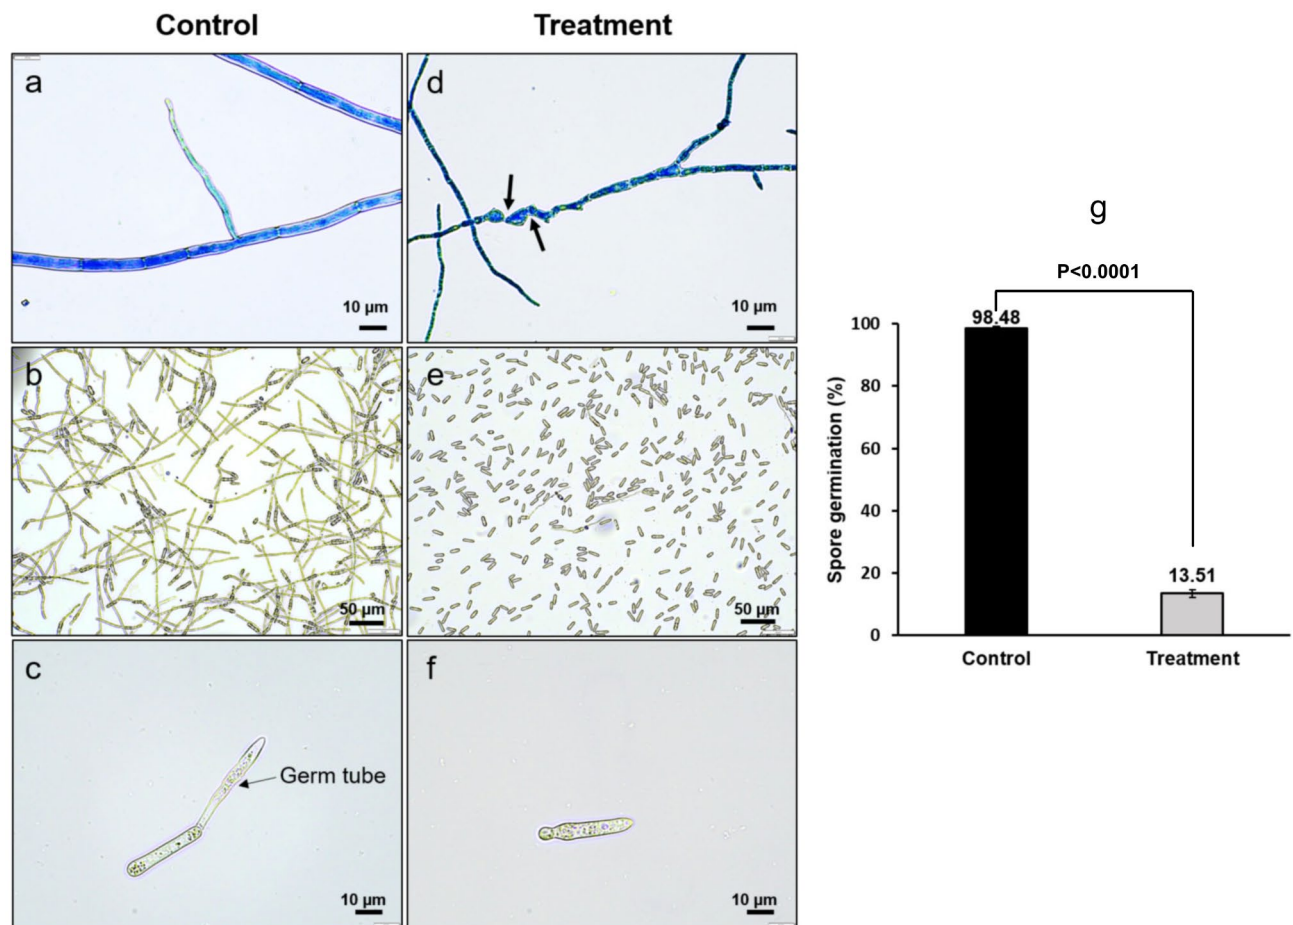 Control
Treatment
a
10 µm
d
10 µm
b
50 µm
e
50 µm
c
Germ tube
10 µm
f
10 µm
g
P<0.0001
98.48
13.51
Spore germination (%)
100
80
60
40
20
0
Control
Treatment